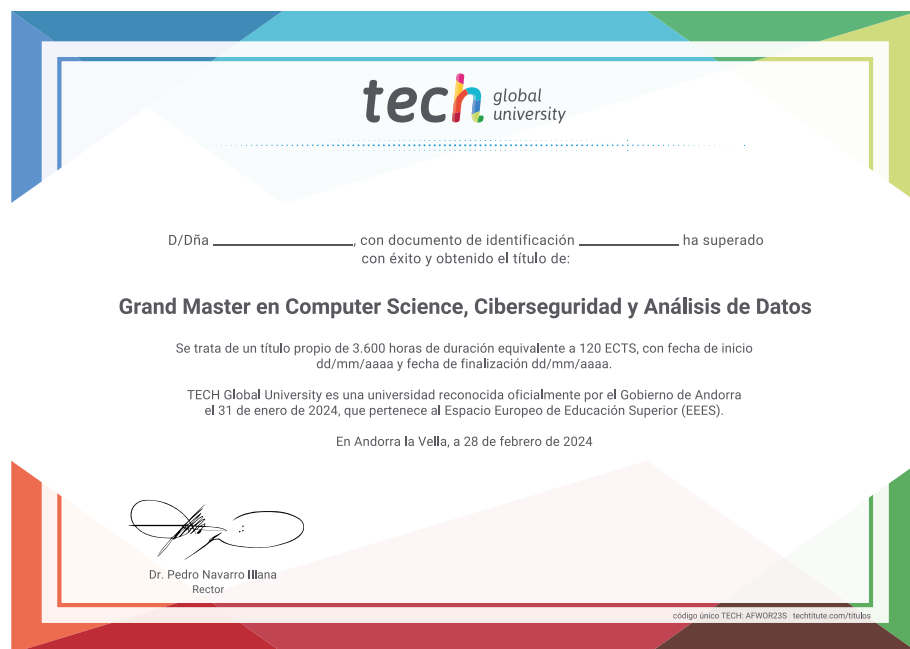 tech global
university
D/Dña ______________, con documento de identificación __________ ha superado
con éxito y obtenido el título de:
Grand Master en Computer Science, Ciberseguridad y Análisis de Datos
Se trata de un título propio de 3.600 horas de duración equivalente a 120 ECTS, con fecha de inicio
dd/mm/aaaa y fecha de finalización dd/mm/aaaa.
TECH Global University es una universidad reconocida oficialmente por el Gobierno de Andorra
el 31 de enero de 2024, que pertenece al Espacio Europeo de Educación Superior (EEES).
En Andorra la Vella, a 28 de febrero de 2024
Dr. Pedro Navarro Illana
Rector
código único TECH: AFWOR23S techtitute.com/titulos